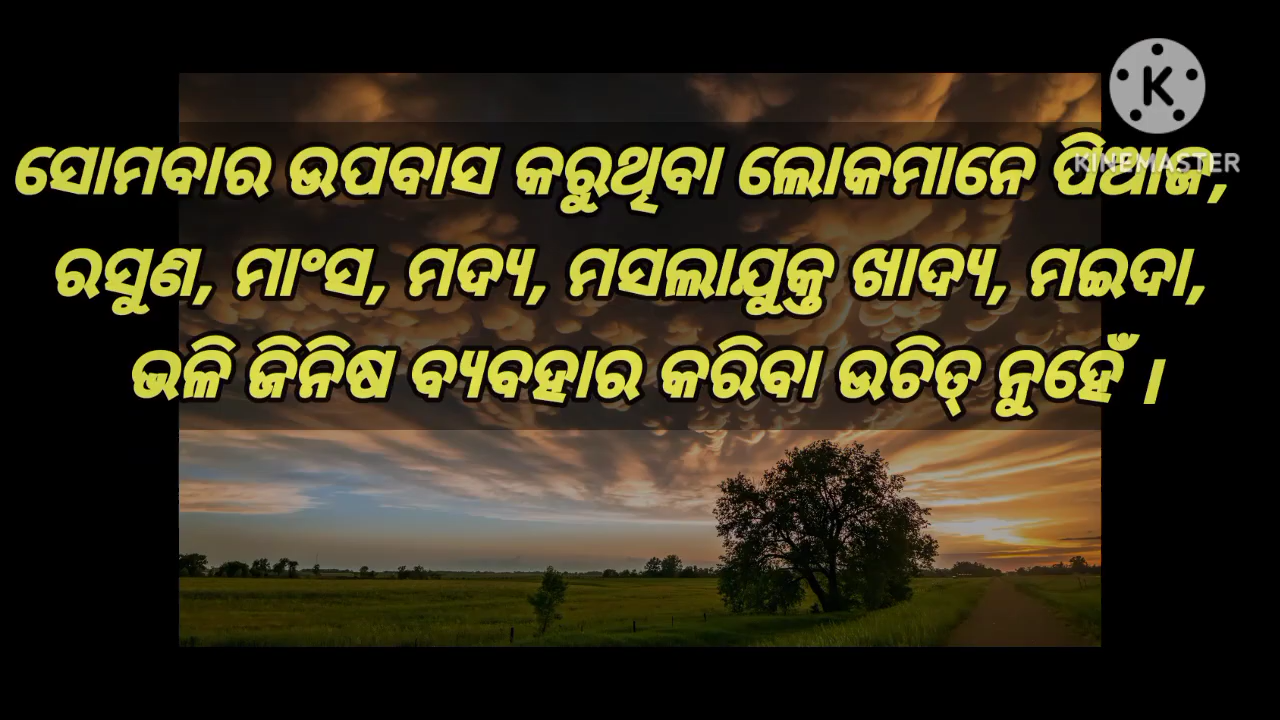 KINEMASTER
ସୋମବାର ଉପବାସ କରୁଥିବା ଲୋକମାନେ ପିଆଜ,
ରସୁଣ, ମାଂସ, ମଦ୍ୟ, ମସଲାଯୁକ୍ତ ଖାଦ୍ୟ, ମଇଦା,
ଭଳି ଜିନିଷ ବ୍ୟବହାର କରିବା ଉଚିତ୍ ନୁହେଁ ।